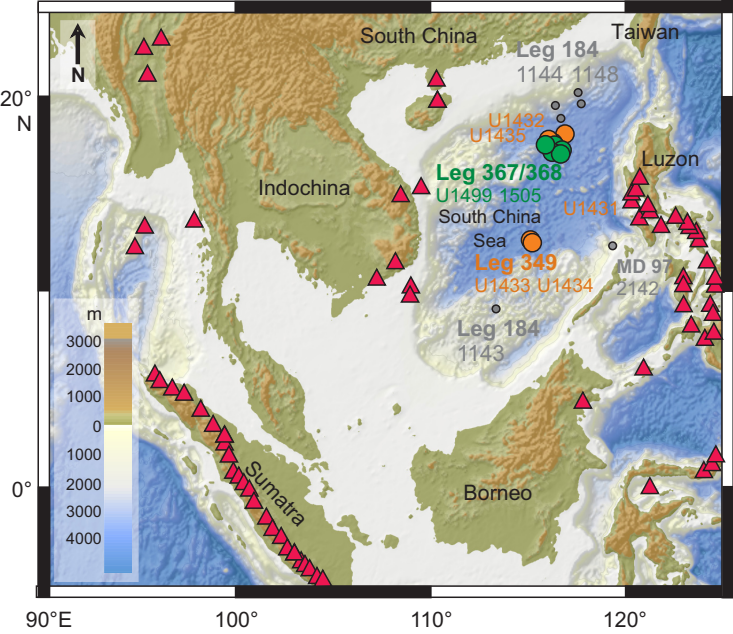 South China
Taiwan
Leg 184
1144 1148
20°
N
N
U1432
U1435
Luzon
Leg 367/368
U1499 1505
Indochina
U1431
South China
Sea
Leg 349
U1433 U1434
MD 97
2142
m
Leg 184
1143
3000
2000
1000
0
1000
2000
3000
4000
0°
Sumatra
Borneo
90°E
100°
110°
120°